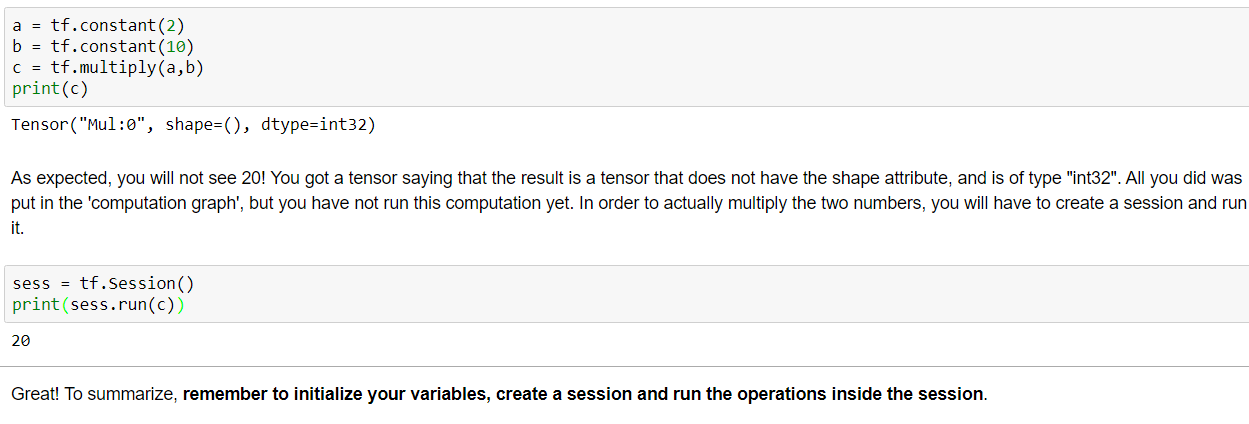 a = tf.constant(2)
b = tf.constant(10)
c = tf.multiply(a,b)
print(c)
Tensor("Mul:0", shape=(), dtype=int32)
As expected, you will not see 20! You got a tensor saying that the result is a tensor that does not have the shape attribute, and is of type "int32". All you did was
put in the 'computation graph', but you have not run this computation yet. In order to actually multiply the two numbers, you will have to create a session and run
it.
sess = tf.Session()
print(sess.run(c))
20
Great! To summarize, remember to initialize your variables, create a session and run the operations inside the session.